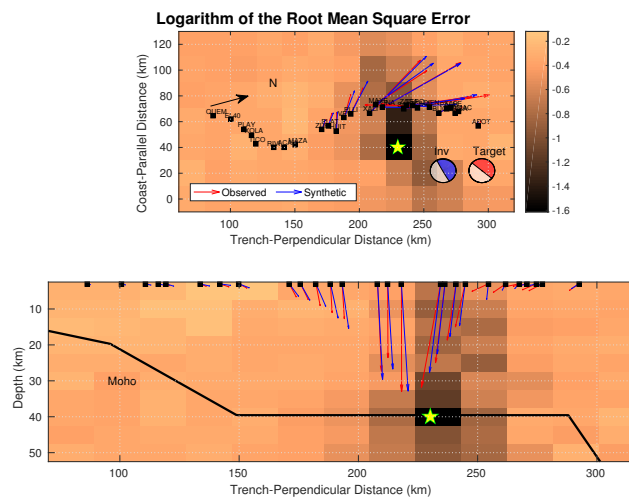 Logarithm of the Root Mean Square Error
120
100
80
60
40
20
0
Coast-Parallel Distance (km)
N
QUEM
EL40
PLAY
XOLA
RIVI
MAZA
Inv
Target
Observed
Synthetic
100
150
200
250
300
Trench-Perpendicular Distance (km)
-0.2
-0.4
-0.6
-0.8
-1
-1.2
-1.4
-1.6
10
20
30
40
50
Depth (km)
Moho
100
150
200
250
300
Trench-Perpendicular Distance (km)